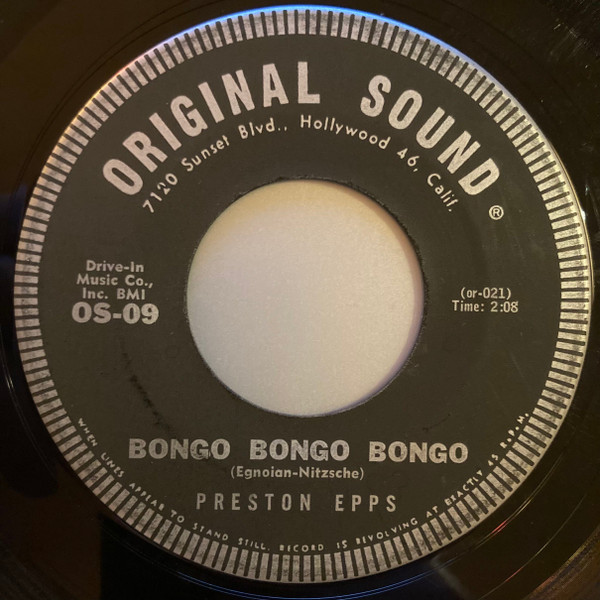 ORIGINAL SOUND ®
7120 Sunset Blvd., Hollywood 46, Calif.
Drive-In
Music Co.,
Inc. BMI
OS-09
(or-021)
Time: 2:08
BONGO BONGO BONGO
(Egnoian-Nitzsche)
PRESTON EPPS
WHEN LINES APPEAR TO STAND STILL, RECORD IS REVOLVING AT EXACTLY R.P.M.